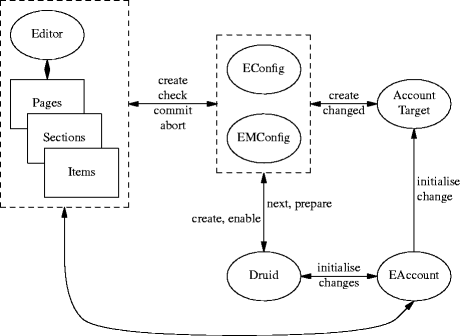 Editor
Pages
Sections
Items
create
check
commit
abort
EConfig
EMConfig
create
changed
Account
Target
initialise
change
next, prepare
create, enable
Druid
initialise
changes
EAccount